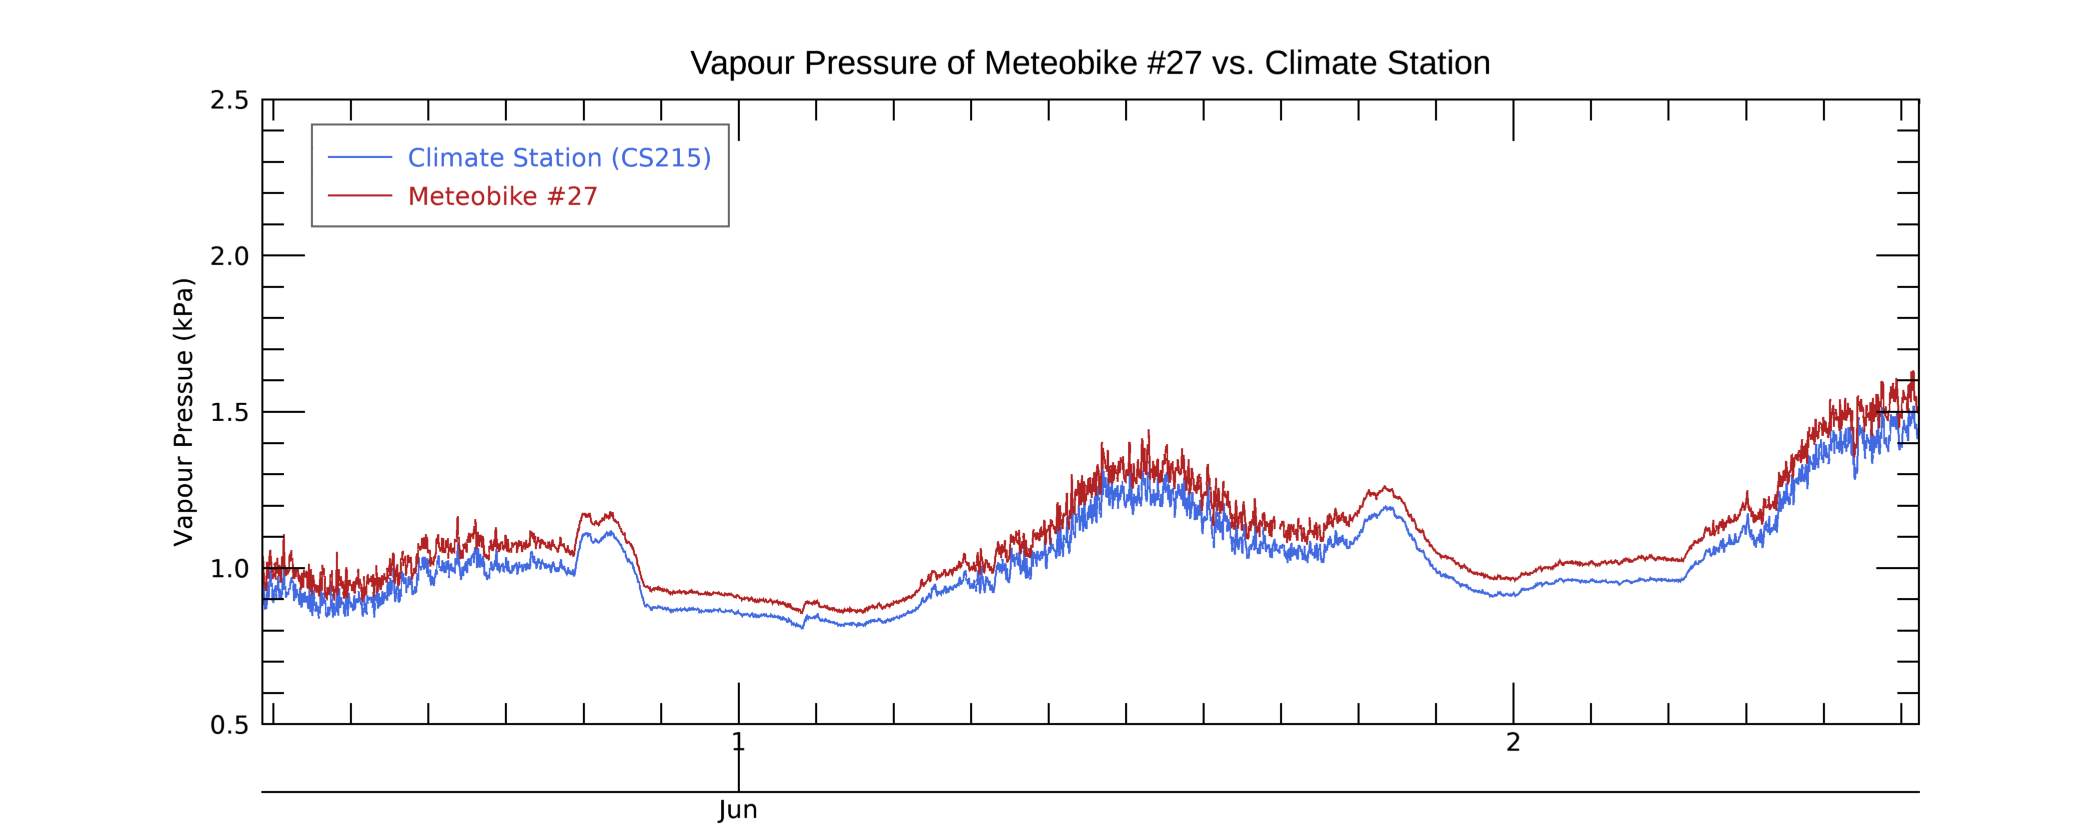 Vapour Pressure of Meteobike #27 vs. Climate Station
2.5
Climate Station (CS215)
Meteobike #27
2.0
1.5
1.0
0.5
Vapour Pressue (kPa)
1
2
Jun